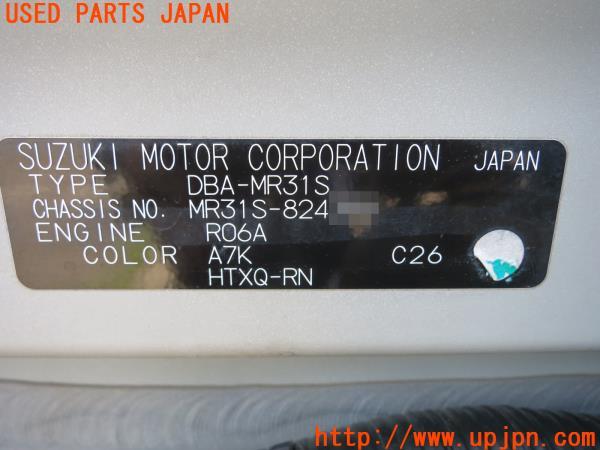 USED PARTS JAPAN
SUZUKI MOTOR CORPORATION JAPAN
TYPE DBA-MR31S
CHASSIS NO. MR31S-824
ENGINE R06A
COLOR A7K C26
HTXQ-RN
http://www.upjpn.com